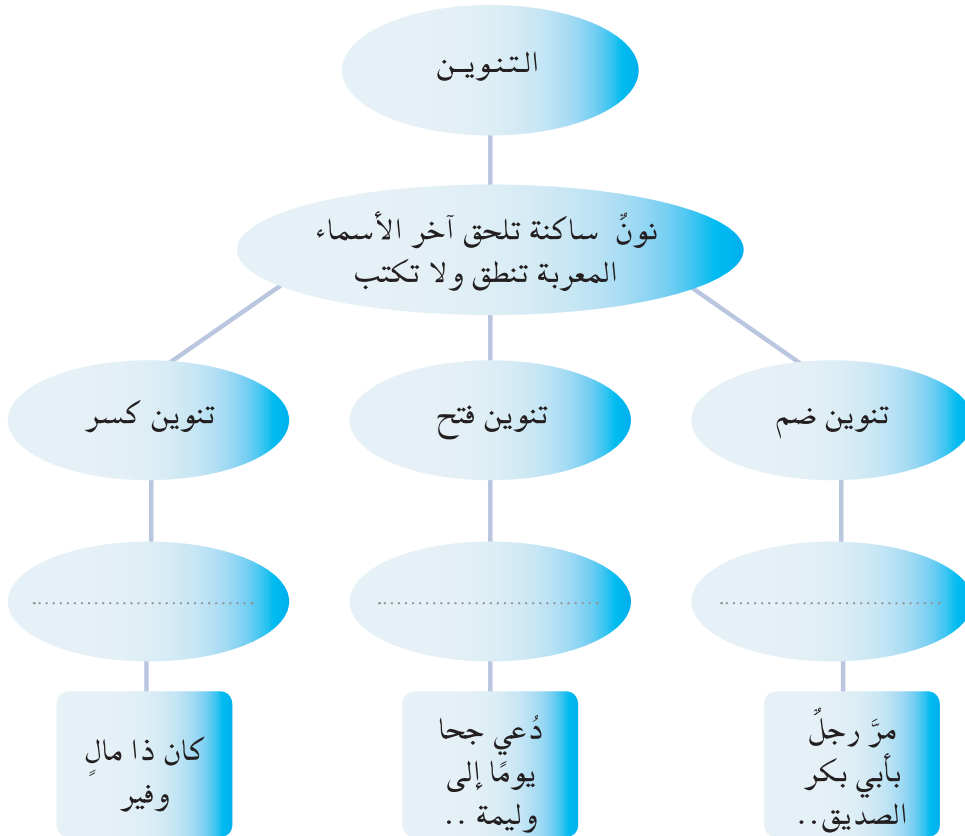 التنويـن
نونٌ ساكنة تلحق آخر الأسماء
المعربة تنطق ولا تكتب
تنوين ضم
تنوين فتح
تنوين كسر
..............................
..............................
..............................
مرَّ رجلٌ
بأبي بكر
الصديق..
دُعي جحا
يومًا إلى
وليمة ..
كان ذا مالٍ
وفير